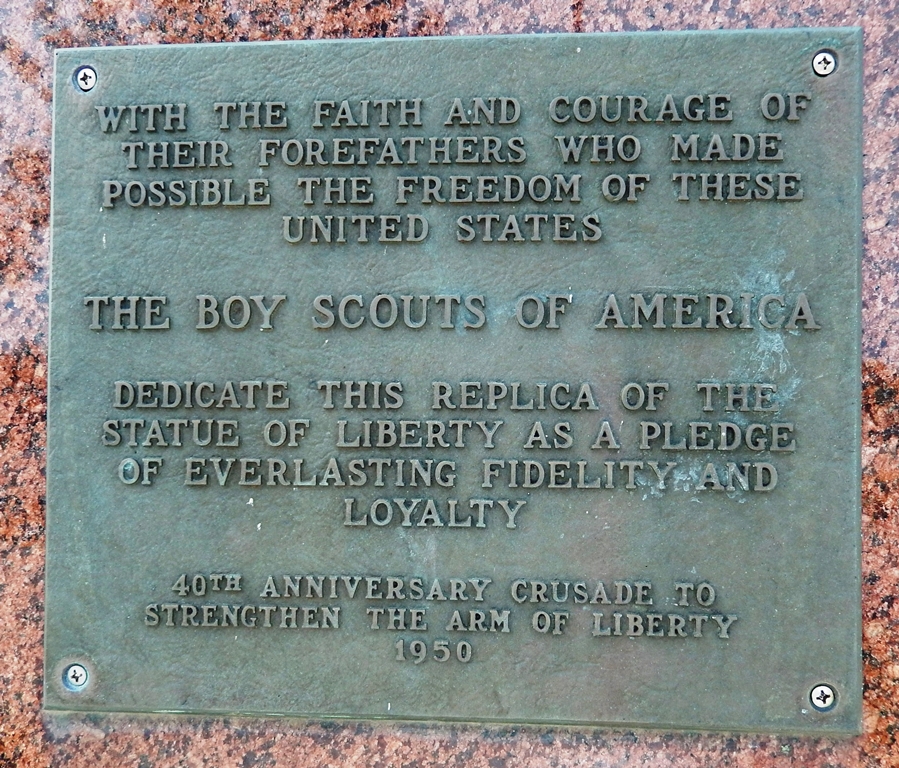 WITH THE FAITH AND COURAGE OF
THEIR FOREFATHERS WHO MADE
POSSIBLE THE FREEDOM OF THESE
UNITED STATES
THE BOY SCOUTS OF AMERICA
DEDICATE THIS REPLICA OF THE
STATUE OF LIBERTY AS A PLEDGE
OF EVERLASTING FIDELITY AND
LOYALTY
40TH ANNIVERSARY CRUSADE TO
STRENGTHEN THE ARM OF LIBERTY
1950